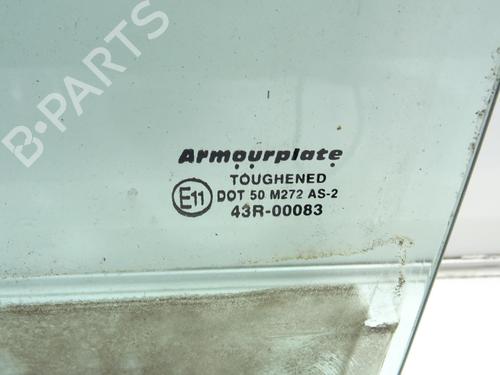 B-PARTS
Armourplate
TOUGHENED
E11 DOT 50 M272 AS-2
43R-00083